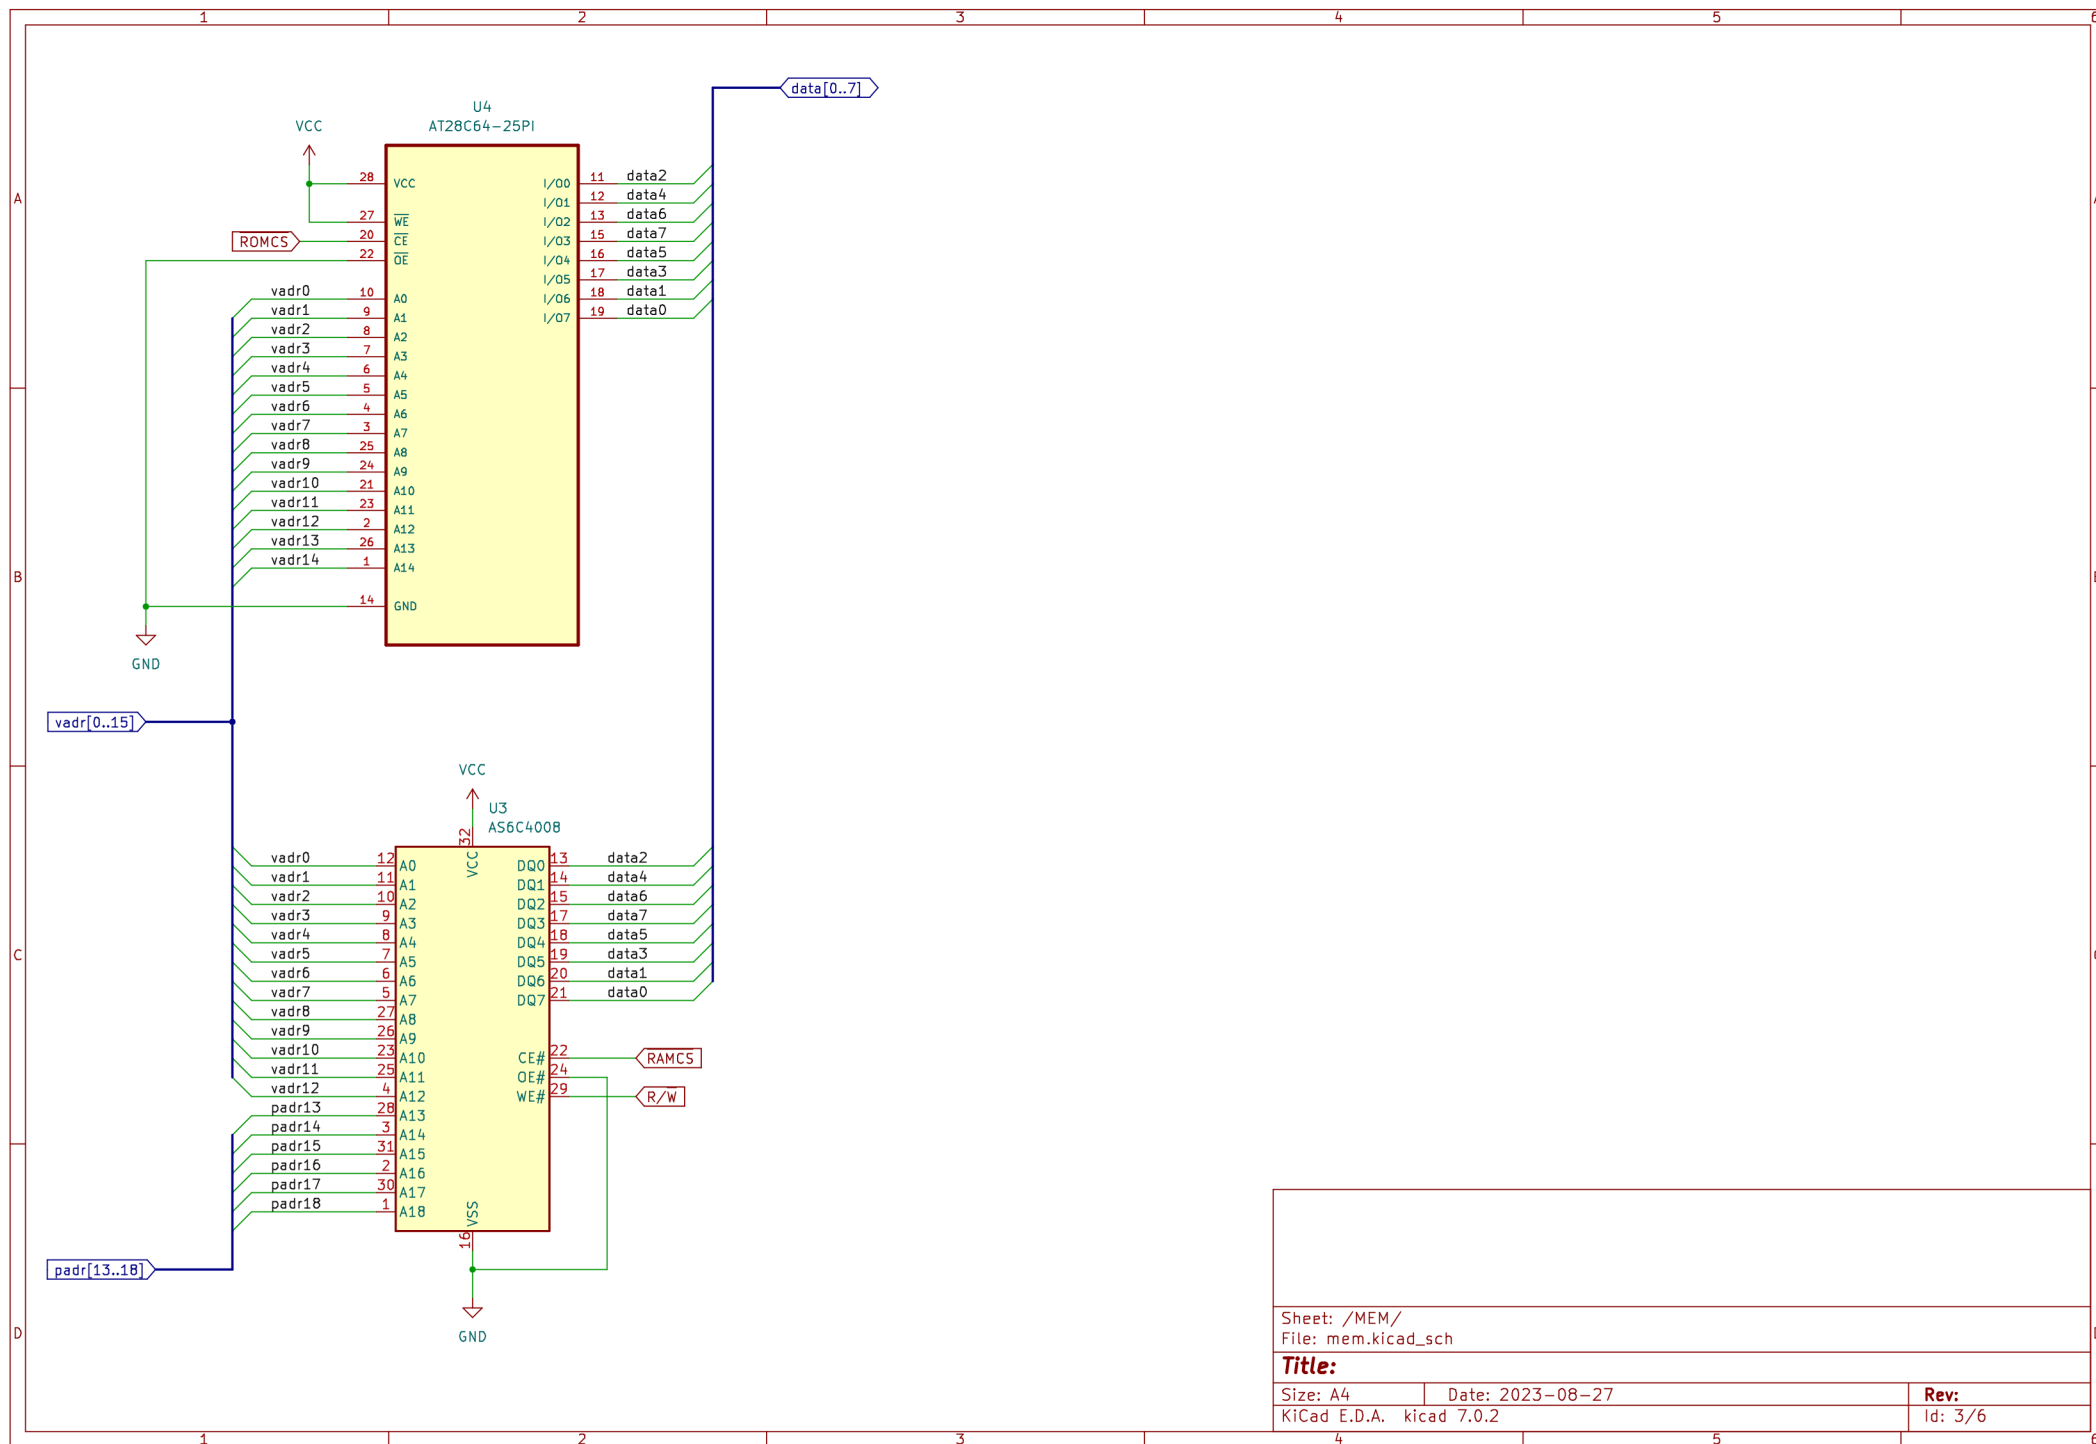 1 2 3 4 5 6
A
B
C
D
data[0..7]
U4
AT28C64-25PI
VCC
28 VCC
27 WE
ROMCS 20 CE
22 OE
vadr0 10 A0
vadr1 9 A1
vadr2 8 A2
vadr3 7 A3
vadr4 6 A4
vadr5 5 A5
vadr6 4 A6
vadr7 3 A7
vadr8 25 A8
vadr9 24 A9
vadr10 21 A10
vadr11 23 A11
vadr12 2 A12
vadr13 26 A13
vadr14 1 A14
14 GND
I/O0 11 data2
I/O1 12 data4
I/O2 13 data6
I/O3 15 data7
I/O4 16 data5
I/O5 17 data3
I/O6 18 data1
I/O7 19 data0
GND
vadr[0..15]
VCC
U3
AS6C4008
32
VCC
vadr0 12 A0
vadr1 11 A1
vadr2 10 A2
vadr3 9 A3
vadr4 8 A4
vadr5 7 A5
vadr6 6 A6
vadr7 5 A7
vadr8 27 A8
vadr9 26 A9
vadr10 23 A10
vadr11 25 A11
vadr12 4 A12
padr13 28 A13
padr14 3 A14
padr15 31 A15
padr16 2 A16
padr17 30 A17
padr18 1 A18
DQ0 13 data2
DQ1 14 data4
DQ2 15 data6
DQ3 17 data7
DQ4 18 data5
DQ5 19 data3
DQ6 20 data1
DQ7 21 data0
CE# 22 RAMCS
OE# 24
WE# 29 R/W
VSS
16
padr[13..18]
GND
Sheet: /MEM/
File: mem.kicad_sch
Title:
Size: A4 Date: 2023-08-27 Rev:
KiCad E.D.A. kicad 7.0.2 Id: 3/6
1 2 3 4 5 6